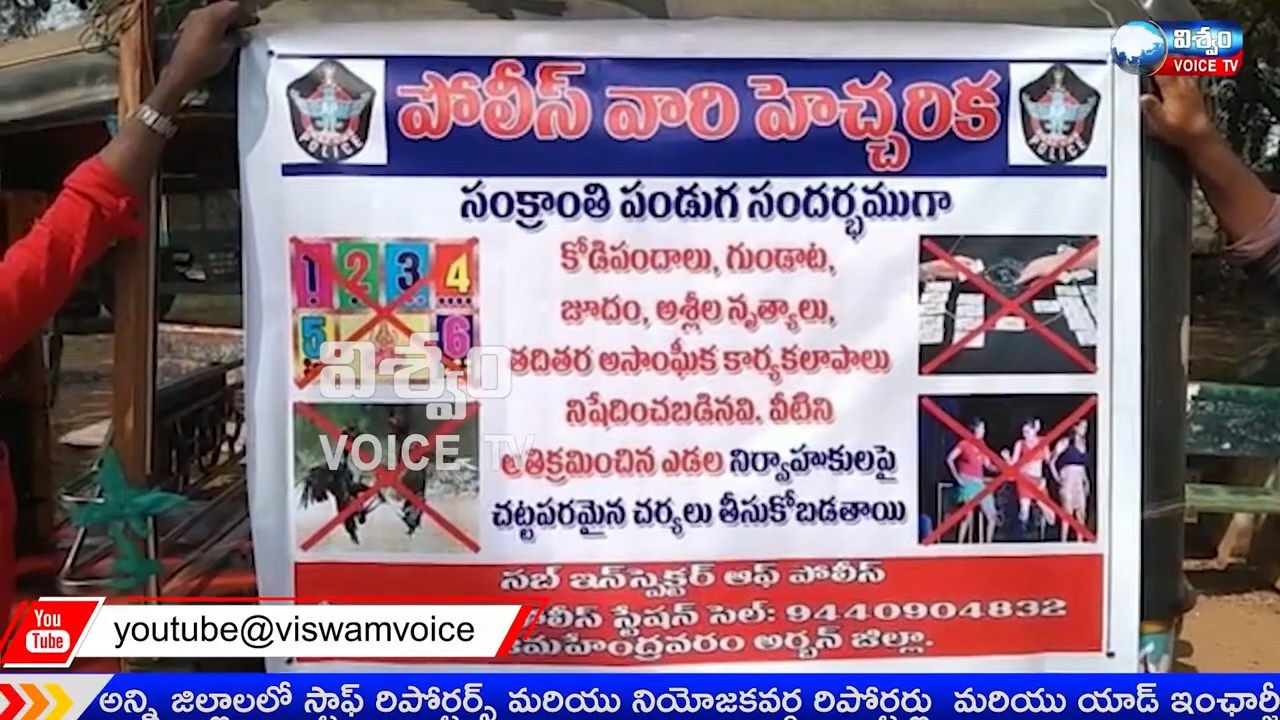 విశ్వం
VOICE TV
పోలీస్ వారి హెచ్చరిక
POLICE
POLICE
సంక్రాంతి పండుగ సందర్భముగా
కోడిపందాలు, గుండాట,
జూదం, అశ్లీల నృత్యాలు,
తదితర అసాంఘీక కార్యకలాపాలు
నిషేదించబడినవి. వీటిని
అతిక్రమించిన ఎడల నిర్వాహకులపై
చట్టపరమైన చర్యలు తీసుకోబడతాయి
1 2 3 4
5 6
విశ్వం
VOICE TV
సబ్ ఇన్‌స్పెక్టర్ ఆఫ్ పోలీస్
స్టేషన్ సెల్: 9440904832
అర్బన్ జిల్లా.
You
Tube
youtube@viswamvoice
అన్ని జిల్లాలలో స్టాఫ్ రిపోర్టర్స్ మరియు నియోజకవర్గ రిపోర్టర్లు మరియు యాడ్